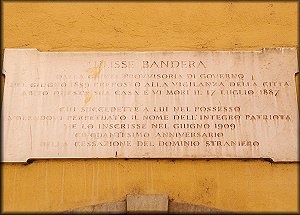 ULISSE BANDERA
DALLA GIUNTA PROVVISORIA DI GOVERNO
NEL GIUGNO 1859 PREPOSTO ALLA VIGILANZA DELLA CITTÀ
ABITÒ QUESTA SUA CASA E VI MORÌ IL 17 LUGLIO 1887
CHI SUCCEDETTE A LUI NEL POSSESSO
VOLENDO PERPETUATO IL NOME DELL'INTEGRO PATRIOTA
LO INSCRISSE NEL GIUGNO 1909
CINQUANTESIMO ANNIVERSARIO
DELLA CESSAZIONE DEL DOMINIO STRANIERO